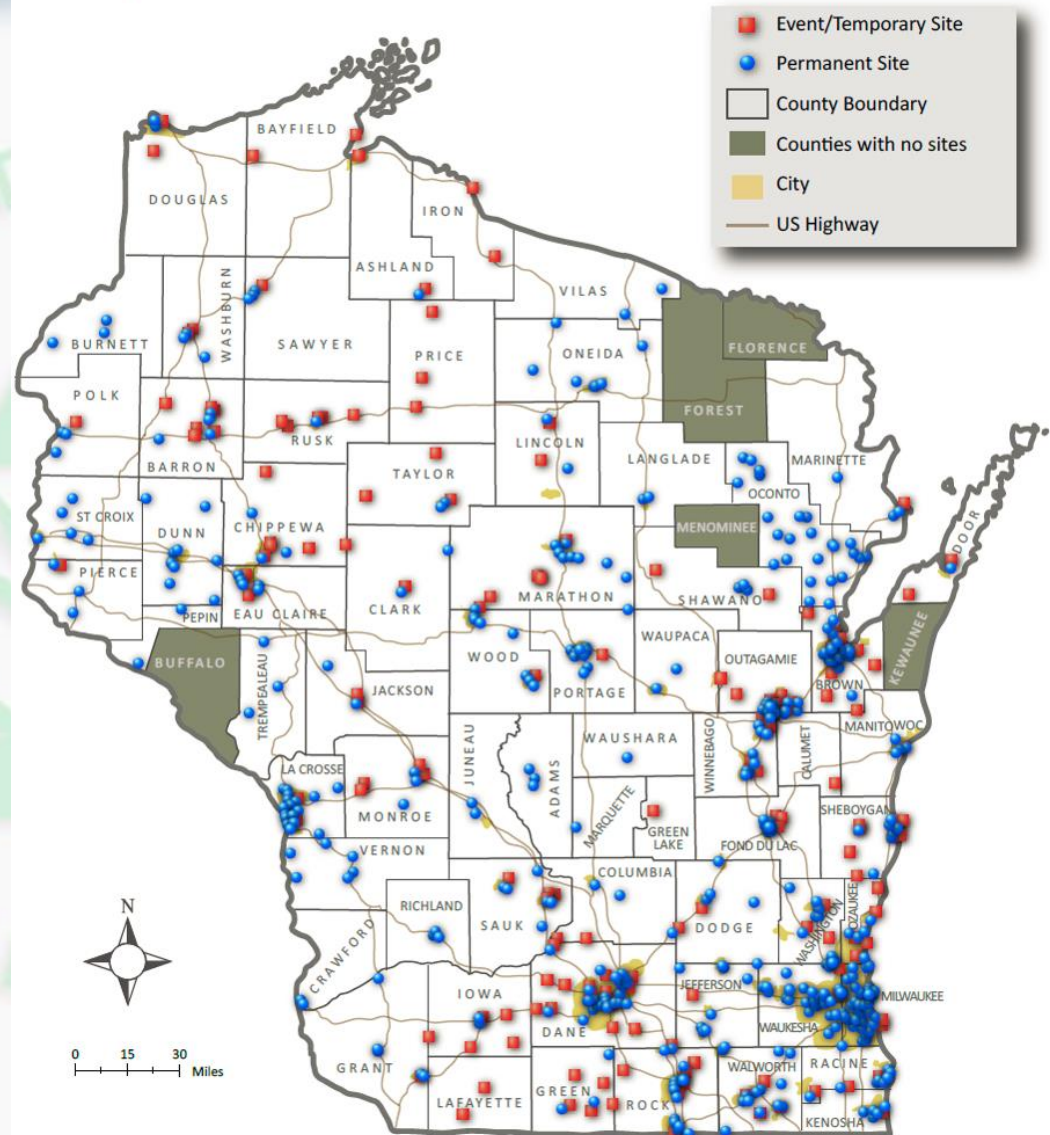 Event/Temporary Site
Permanent Site
County Boundary
Counties with no sites
City
US Highway
BAYFIELD
DOUGLAS
IRON
ASHLAND
VILAS
WASHBURN
BURNETT
SAWYER
FLORENCE
PRICE
ONEIDA
POLK
FOREST
RUSK
LINCOLN
BARRON
TAYLOR
LANGLADE
MARINETTE
OCONTO
ST CROIX
CHIPPEWA
DUNN
MENOMINEE
DOOR
PIERCE
MARATHON
SHAWANO
CLARK
PEPIN
EAU CLAIRE
WAUPACA
WOOD
OUTAGAMIE
KEWAUNEE
BUFFALO
PORTAGE
BROWN
TREMPEALEAU
JACKSON
MANITOWOC
WAUSHARA
WINNEBAGO
CALUMET
JUNEAU
LA CROSSE
ADAMS
MONROE
MARQUETTE
GREEN
LAKE
SHEBOYGAN
FOND DU LAC
VERNON
COLUMBIA
RICHLAND
SAUK
DODGE
WASHINGTON
OZAUKEE
N
CRAWFORD
JEFFERSON
IOWA
MILWAUKEE
DANE
WAUKESHA
0 15 30
Miles
GRANT
WALWORTH
RACINE
GREEN
LAFAYETTE
ROCK
KENOSHA